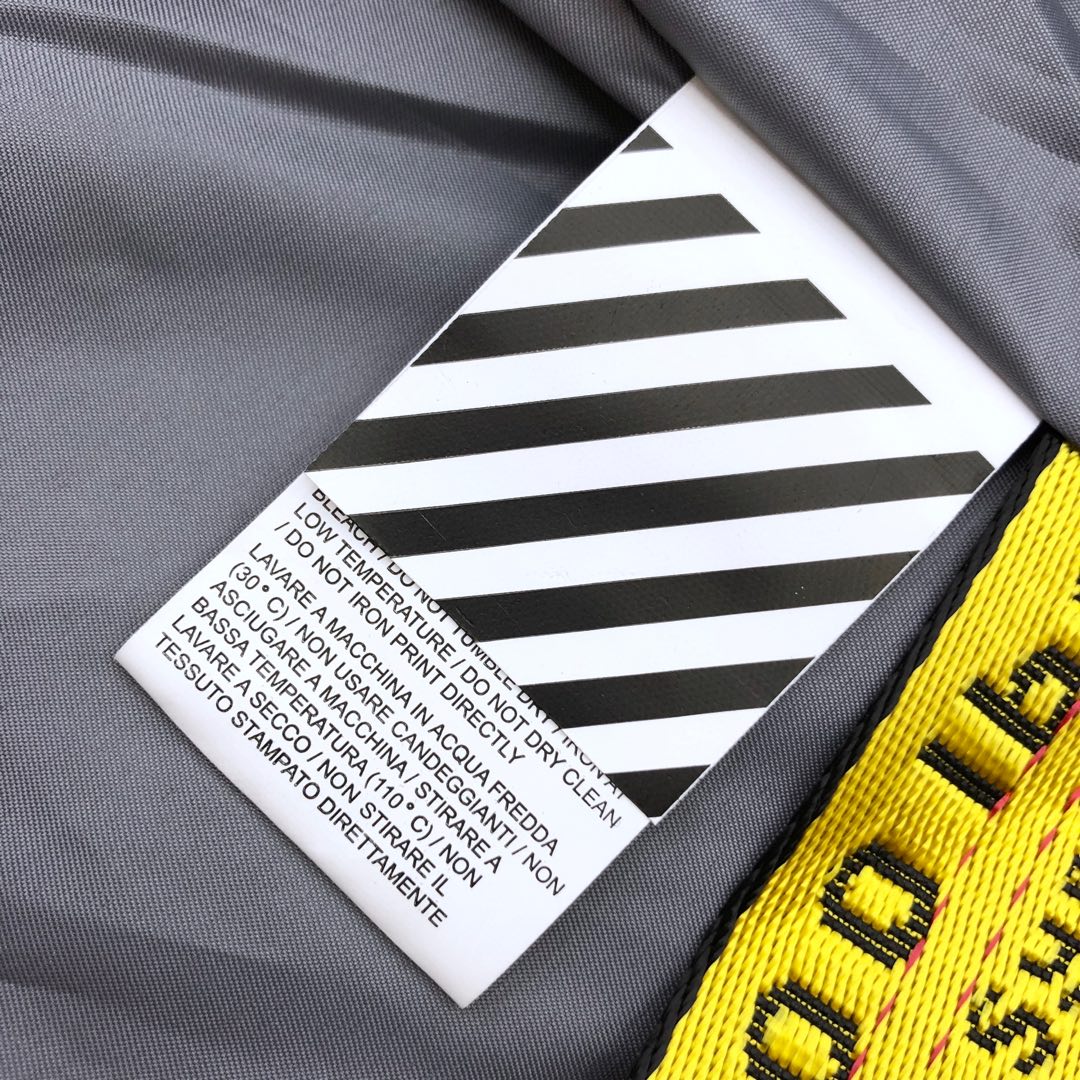 BLEACH / DO NOT TUMBLE DRY / IRON A
LOW TEMPERATURE / DO NOT DRY CLEAN
/ DO NOT IRON PRINT DIRECTLY
LAVARE A MACCHINA IN ACQUA FREDDA
(30° C) / NON USARE CANDEGGIANTI / NON
ASCIUGARE A MACCHINA / STIRARE A
BASSA TEMPERATURA (110° C) / NON
LAVARE A SECCO / NON STIRARE IL
TESSUTO STAMPATO DIRETTAMENTE